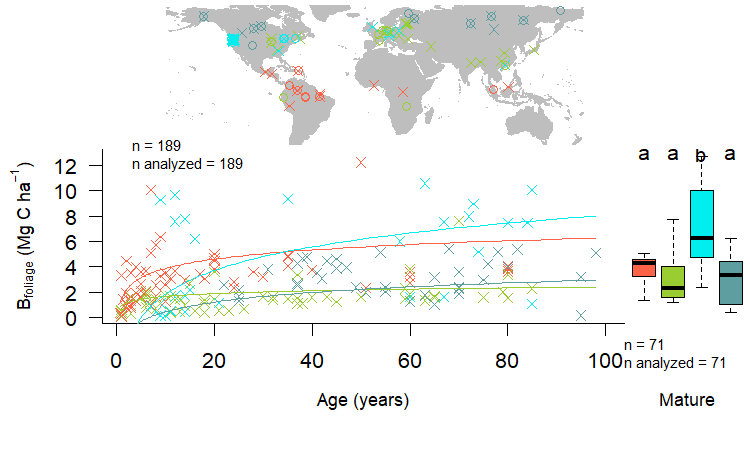 n = 189
n analyzed = 189
a a b a
12
10
8
6
4
2
0
B foliage (Mg C ha⁻¹)
0 20 40 60 80 100
n = 71
n analyzed = 71
Age (years)
Mature